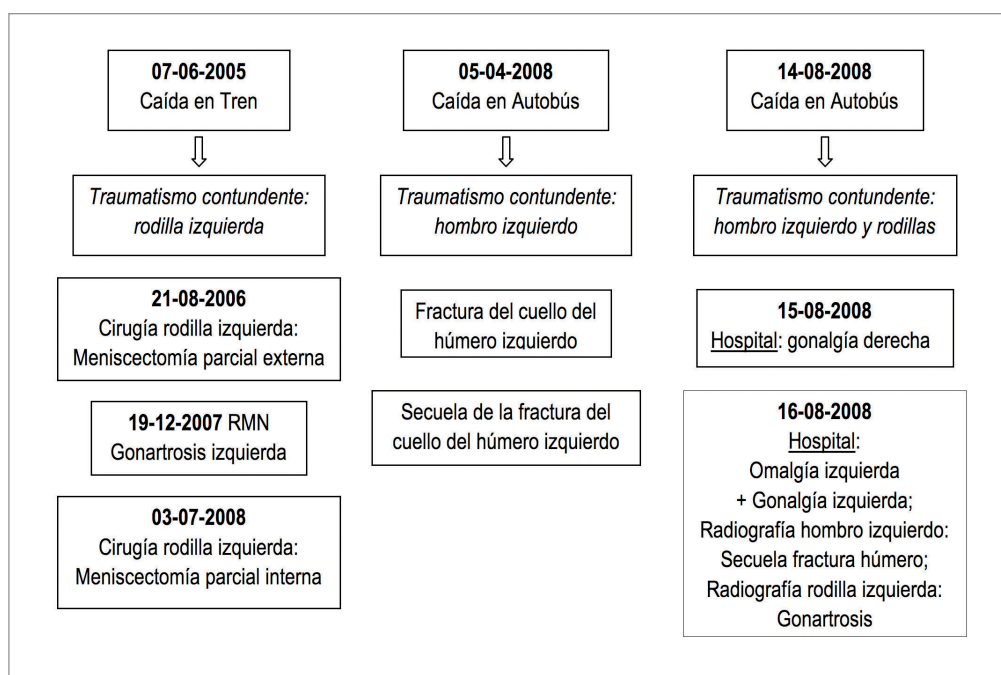 07-06-2005
Caída en Tren
Traumatismo contundente:
rodilla izquierda
21-08-2006
Cirugía rodilla izquierda:
Meniscectomía parcial externa
19-12-2007 RMN
Gonartrosis izquierda
03-07-2008
Cirugía rodilla izquierda:
Meniscectomía parcial interna
05-04-2008
Caída en Autobús
Traumatismo contundente:
hombro izquierdo
Fractura del cuello del
húmero izquierdo
Secuela de la fractura del
cuello del húmero izquierdo
14-08-2008
Caída en Autobús
Traumatismo contundente:
hombro izquierdo y rodillas
15-08-2008
Hospital: gonalgía derecha
16-08-2008
Hospital:
Omalgía izquierda
+ Gonalgía izquierda;
Radiografía hombro izquierdo:
Secuela fractura húmero;
Radiografía rodilla izquierda:
Gonartrosis